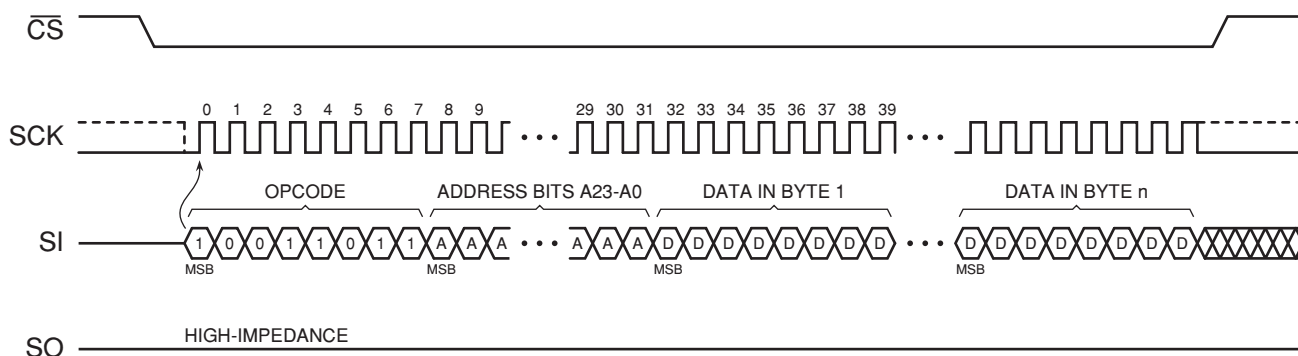 CS
0 1 2 3 4 5 6 7 8 9 29 30 31 32 33 34 35 36 37 38 39
SCK
OPCODE ADDRESS BITS A23-A0 DATA IN BYTE 1 DATA IN BYTE n
SI 1 0 0 1 1 0 1 1 A A A A A A D D D D D D D D D D D D D D D D
MSB MSB MSB MSB
HIGH-IMPEDANCE
SO